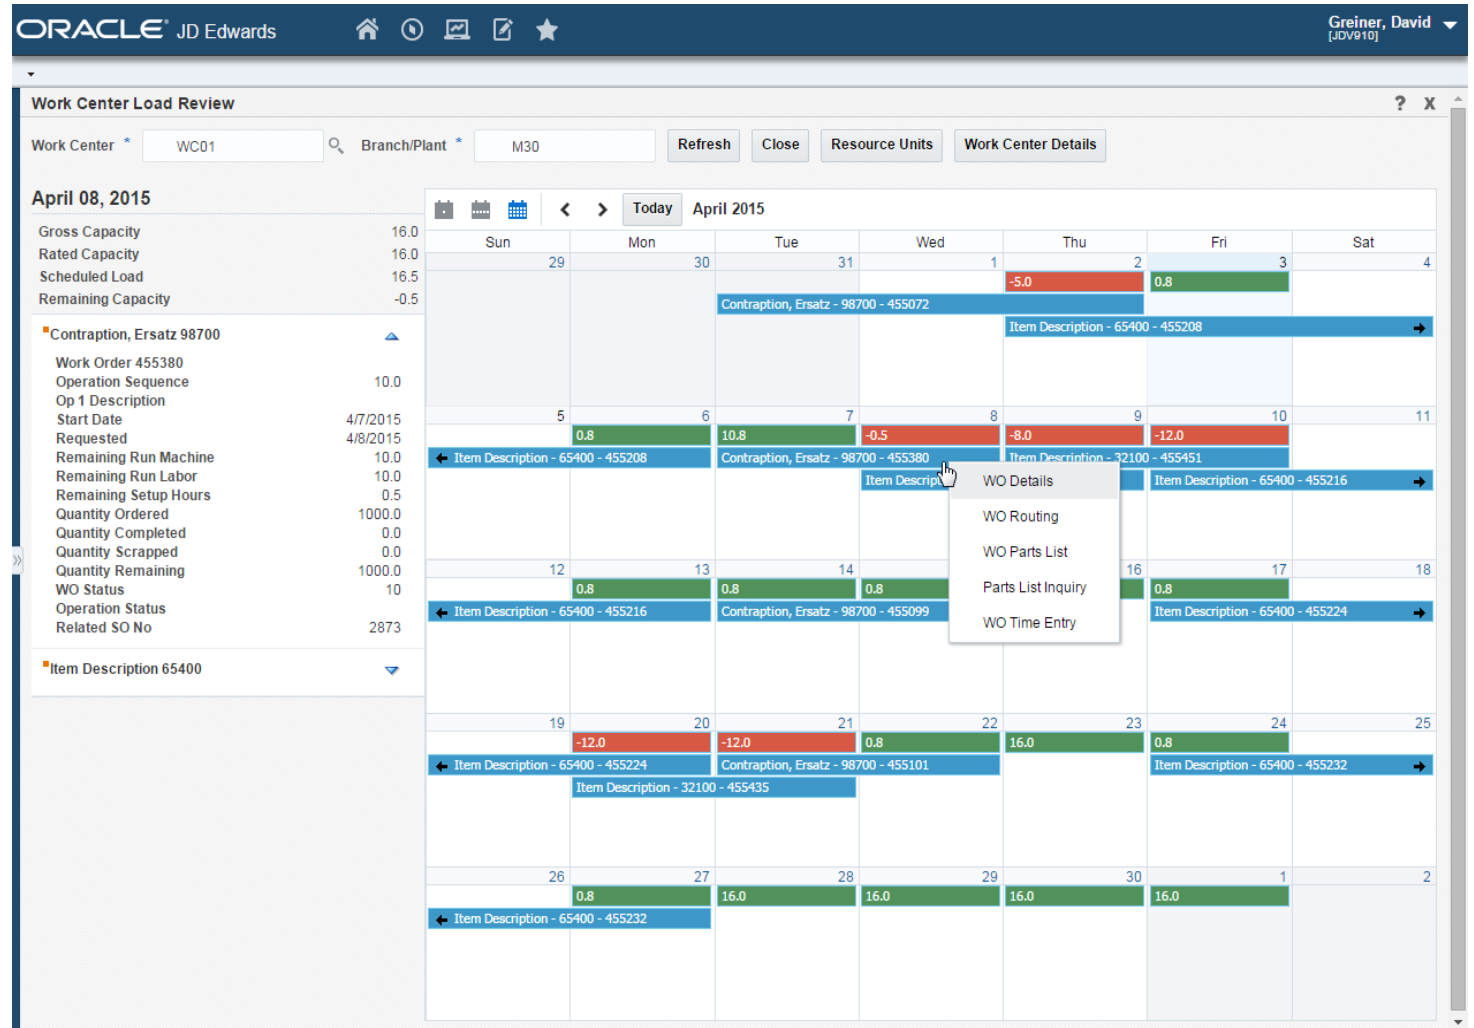 ORACLE JD Edwards
Greiner, David
[JDV910]
Work Center Load Review
? X
Work Center * WC01 Branch/Plant * M30 Refresh Close Resource Units Work Center Details
April 08, 2015
Gross Capacity 16.0
Rated Capacity 16.0
Scheduled Load 16.5
Remaining Capacity -0.5
Contraption, Ersatz 98700
Work Order 455380
Operation Sequence 10.0
Op 1 Description
Start Date 4/7/2015
Requested 4/8/2015
Remaining Run Machine 10.0
Remaining Run Labor 10.0
Remaining Setup Hours 0.5
Quantity Ordered 1000.0
Quantity Completed 0.0
Quantity Scrapped 0.0
Quantity Remaining 1000.0
WO Status 10
Operation Status
Related SO No 2873
Item Description 65400
Today April 2015
Sun Mon Tue Wed Thu Fri Sat
29 30 31 1 2 3 4
-5.0 0.8
Contraption, Ersatz - 98700 - 455072
Item Description - 65400 - 455208
5 6 7 8 9 10 11
0.8 10.8 -0.5 -8.0 -12.0
Item Description - 65400 - 455208 Contraption, Ersatz - 98700 - 455380 Item Description - 32100 - 455451
Item Descrip Item Description - 65400 - 455216
WO Details
WO Routing
WO Parts List
Parts List Inquiry
WO Time Entry
12 13 14 16 17 18
0.8 0.8 0.8 0.8
Item Description - 65400 - 455216 Contraption, Ersatz - 98700 - 455099 Item Description - 65400 - 455224
19 20 21 22 23 24 25
-12.0 -12.0 0.8 16.0 0.8
Item Description - 65400 - 455224 Contraption, Ersatz - 98700 - 455101 Item Description - 65400 - 455232
Item Description - 32100 - 455435
26 27 28 29 30 1 2
0.8 16.0 16.0 16.0 16.0
Item Description - 65400 - 455232